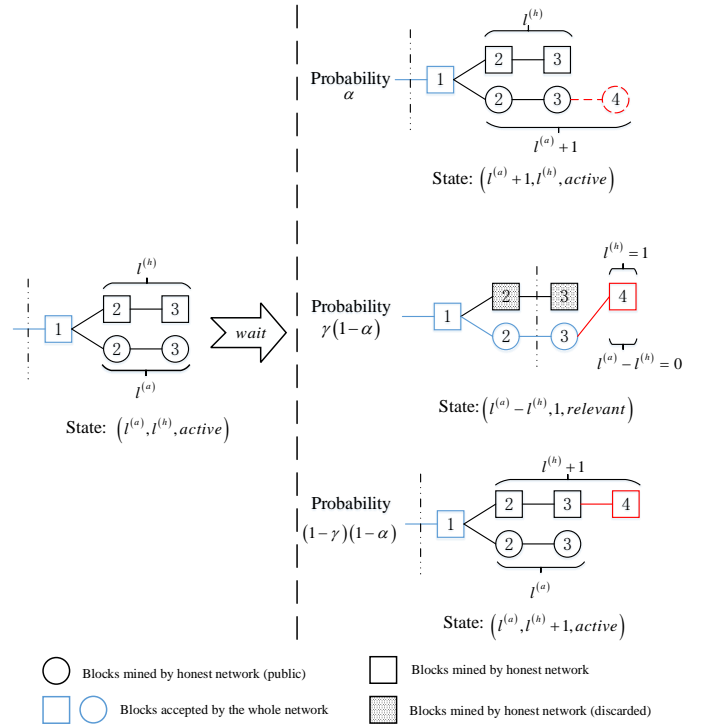 l^{(h)}
1
2
3
2
3
4
Probability
α
l^{(a)} + 1
State: (l^{(a)} + 1, l^{(h)}, active)
l^{(h)}
1
2
3
2
3
l^{(a)}
State: (l^{(a)}, l^{(h)}, active)
wait
l^{(h)} = 1
1
2
3
4
2
3
Probability
γ(1−α)
l^{(a)} − l^{(h)} = 0
State: (l^{(a)} − l^{(h)}, 1, relevant)
l^{(h)} + 1
Probability
(1−γ)(1−α)
1
2
3
4
2
3
l^{(a)}
State: (l^{(a)}, l^{(h)} + 1, active)
Blocks mined by honest network (public)
Blocks mined by honest network
Blocks accepted by the whole network
Blocks mined by honest network (discarded)